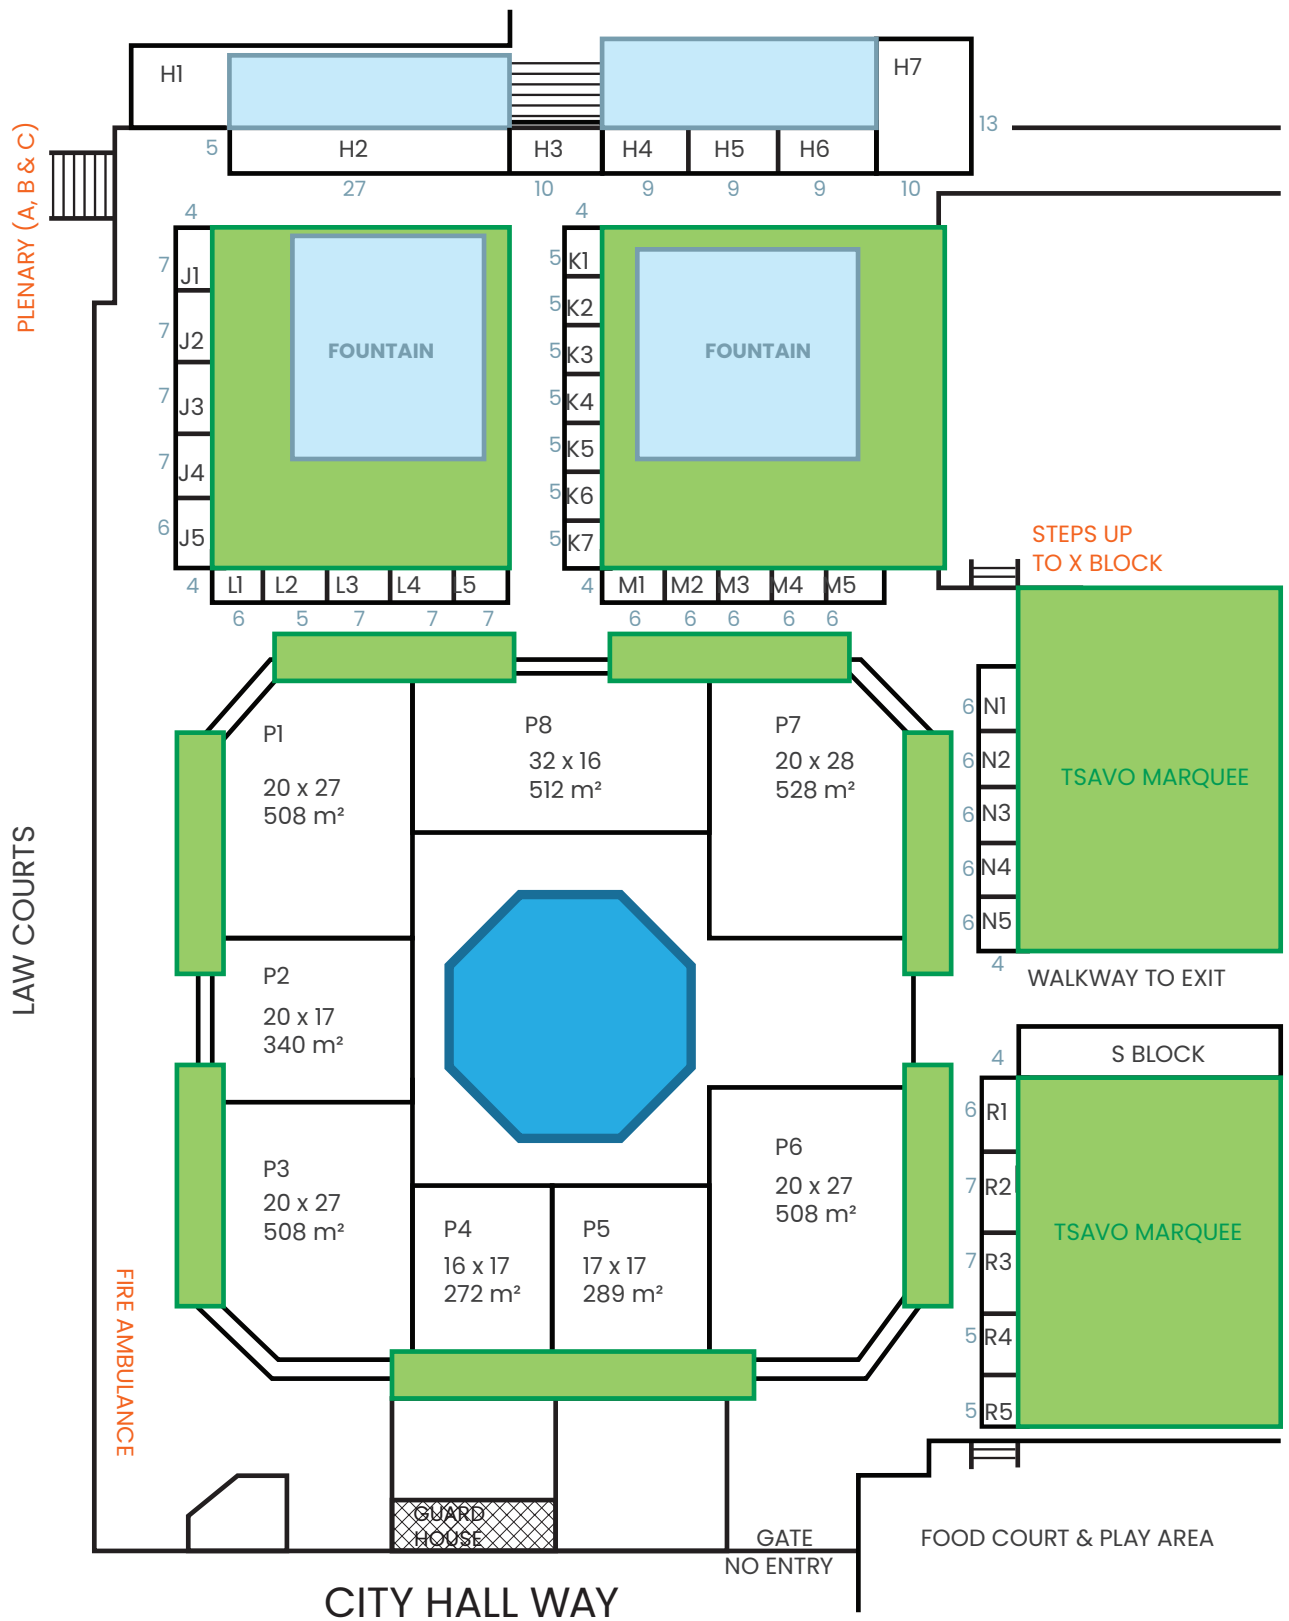 H1
H7
PLENARY (A, B & C)
13
5
H2
H3
H4
H5
H6
27
10
9
9
9
10
4
4
7
J1
7
J2
7
J3
7
J4
6
J5
FOUNTAIN
5
K1
5
K2
5
K3
5
K4
5
K5
5
K6
5
K7
FOUNTAIN
STEPS UP
TO X BLOCK
4
L1
L2
L3
L4
L5
4
M1
M2
M3
M4
M5
6
5
7
7
7
6
6
6
6
6
P1
20 x 27
508 m²
P8
32 x 16
512 m²
P7
20 x 28
528 m²
6
N1
6
N2
6
N3
6
N4
6
N5
4
TSAVO MARQUEE
WALKWAY TO EXIT
LAW COURTS
P2
20 x 17
340 m²
4
S BLOCK
P3
20 x 27
508 m²
P4
16 x 17
272 m²
P5
17 x 17
289 m²
P6
20 x 27
508 m²
6
R1
7
R2
7
R3
5
R4
5
R5
TSAVO MARQUEE
FIRE AMBULANCE
GUARD
HOUSE
GATE
NO ENTRY
FOOD COURT & PLAY AREA
CITY HALL WAY